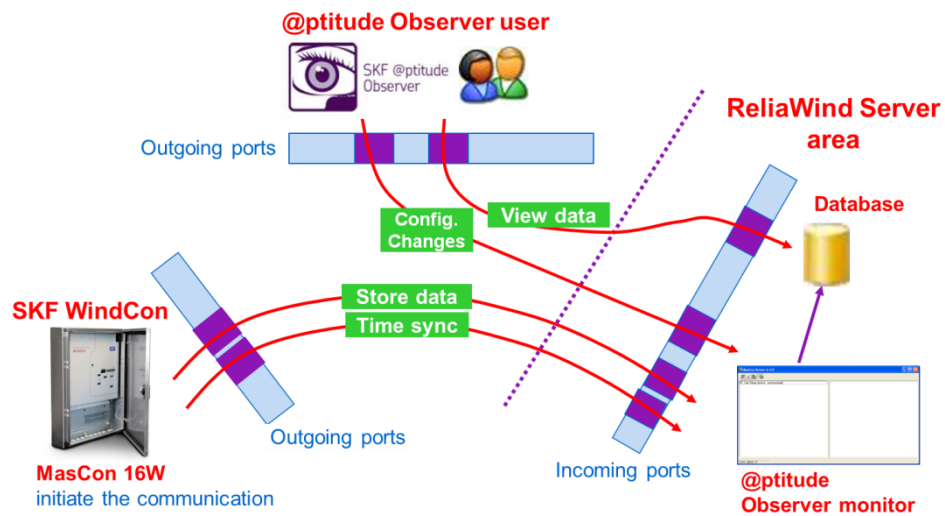 @ptitude Observer user
SKF @ptitude
Observer
ReliaWind Server
area
Outgoing ports
Config.
Changes
View data
Database
SKF WindCon
Store data
Time sync
Outgoing ports
Incoming ports
MasCon 16W
initiate the communication
@ptitude
Observer monitor